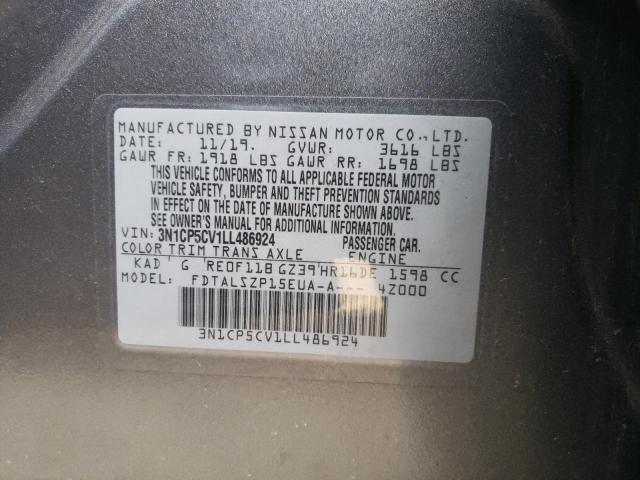 MANUFACTURED BY NISSAN MOTOR CO., LTD.
DATE: 11/19. GVWR: 3616 LBS
GAWR FR: 1918 LBS GAWR RR: 1698 LBS
THIS VEHICLE CONFORMS TO ALL APPLICABLE FEDERAL MOTOR
VEHICLE SAFETY, BUMPER AND THEFT PREVENTION STANDARDS
IN EFFECT ON THE DATE OF MANUFACTURE SHOWN ABOVE.
SEE OWNER'S MANUAL FOR ADDITIONAL INFORMATION.
VIN: 3N1CP5CV1LL486924 PASSENGER CAR.
COLOR TRIM TRANS AXLE ENGINE
KAD G RE0F11B GZ39 HR16DE 1598 CC
MODEL: FDTALSZP15EUA-A--- 4Z000
3N1CP5CV1LL486924